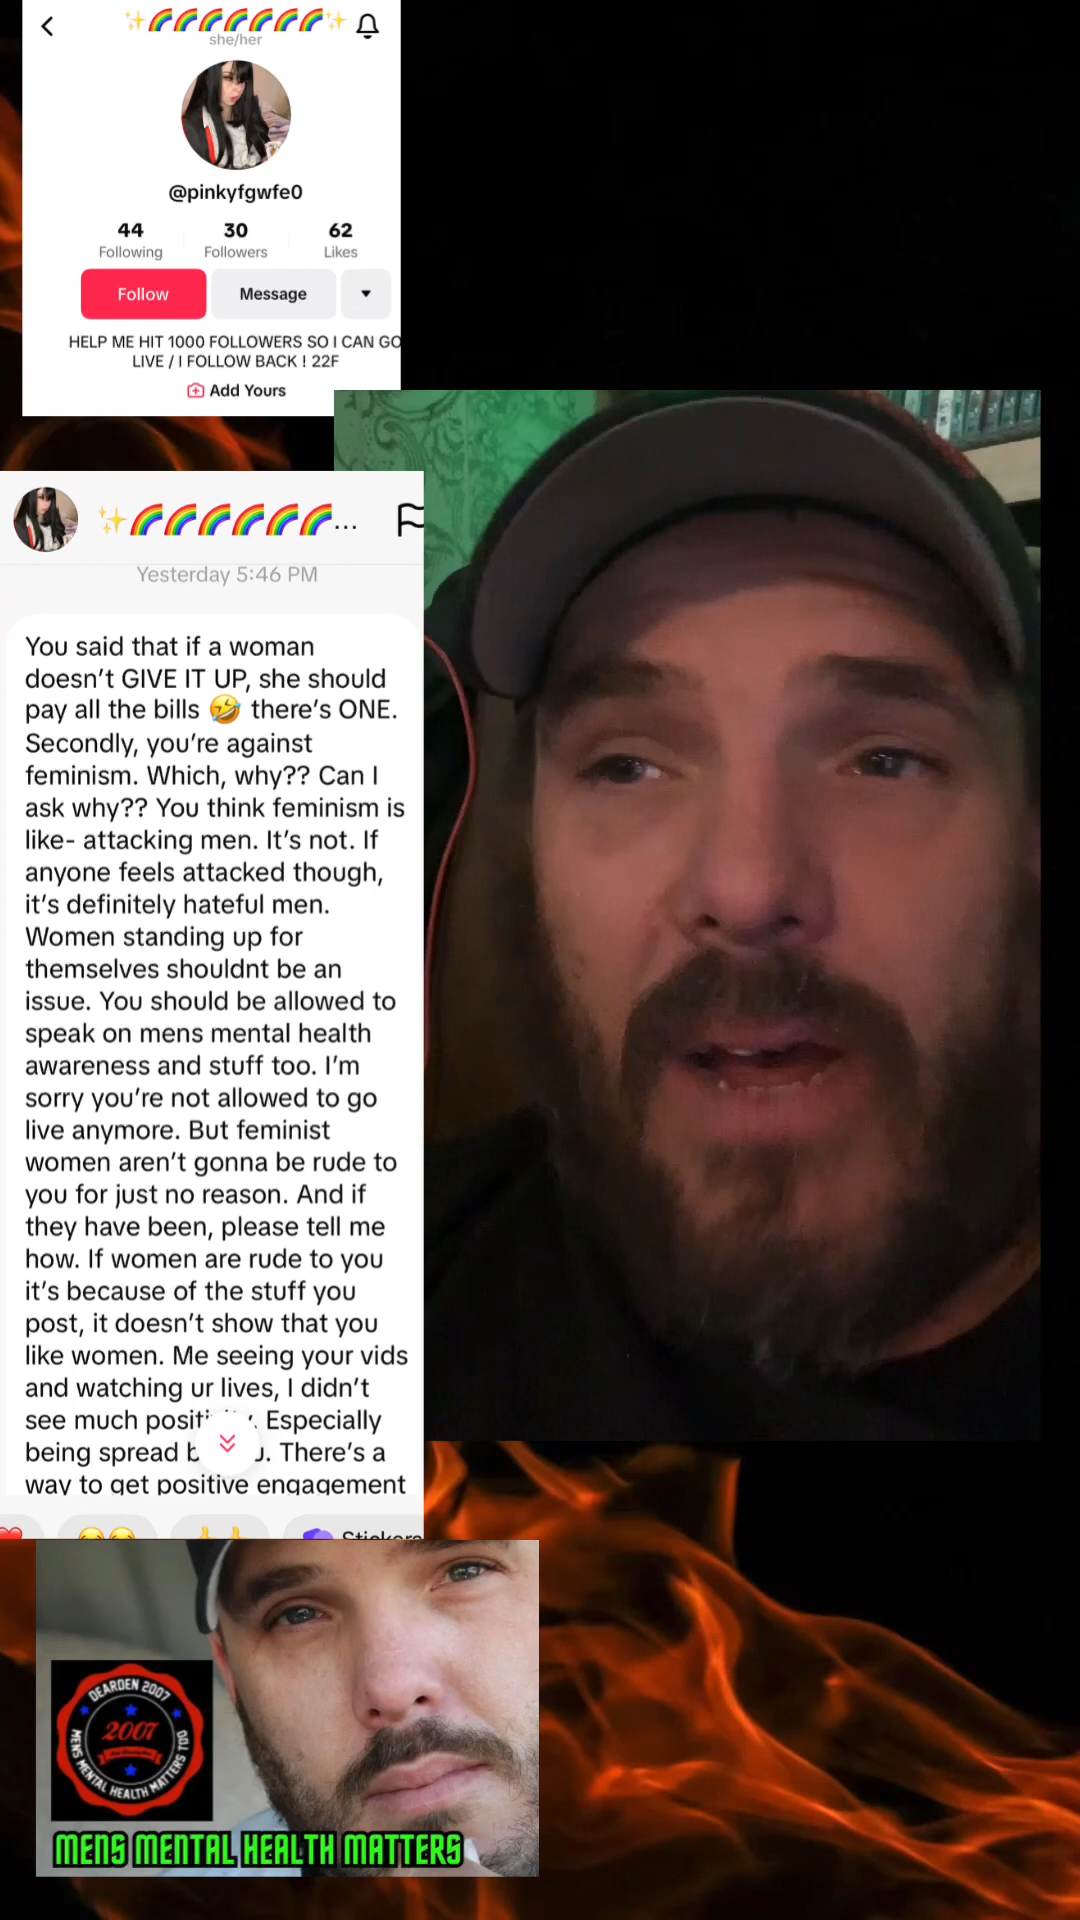 ✨🌈🌈🌈🌈🌈🌈🌈✨
she/her
@pinkyfgwfe0
44 30 62
Following Followers Likes
Follow Message
HELP ME HIT 1000 FOLLOWERS SO I CAN GO
LIVE / I FOLLOW BACK ! 22F
Add Yours
✨🌈🌈🌈🌈🌈🌈...
Yesterday 5:46 PM
You said that if a woman
doesn't GIVE IT UP, she should
pay all the bills 🤣 there's ONE.
Secondly, you're against
feminism. Which, why?? Can I
ask why?? You think feminism is
like- attacking men. It's not. If
anyone feels attacked though,
it's definitely hateful men.
Women standing up for
themselves shouldnt be an
issue. You should be allowed to
speak on mens mental health
awareness and stuff too. I'm
sorry you're not allowed to go
live anymore. But feminist
women aren't gonna be rude to
you for just no reason. And if
they have been, please tell me
how. If women are rude to you
it's because of the stuff you
post, it doesn't show that you
like women. Me seeing your vids
and watching ur lives, I didn't
see much Especially
being spread There's a
way to get positive engagement
Stickers
DEARDEN 2007
2007
MENS MENTAL HEALTH MATTERS TOO
MENS MENTAL HEALTH MATTERS